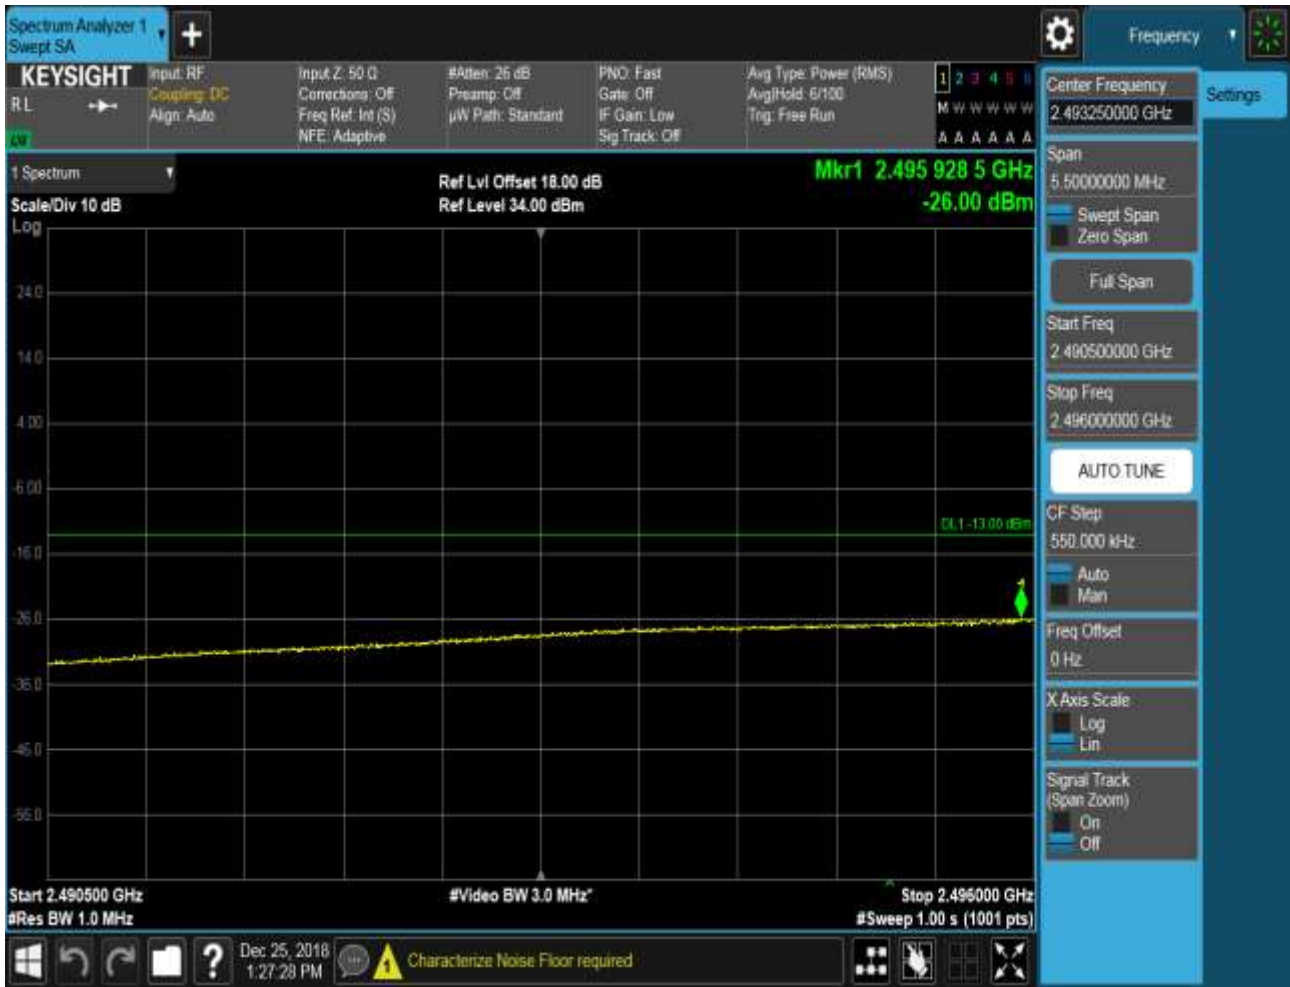 Spectrum Analyzer 1
Swept SA
+
Frequency
KEYSIGHT
RL
Input: RF
Coupling: DC
Align: Auto
Input Z: 50 Ω
Corrections: Off
Freq Ref: Int (S)
NFE: Adaptive
#Atten: 26 dB
Preamp: Off
µW Path: Standard
PNO: Fast
Gate: Off
IF Gain: Low
Sig Track: Off
Avg Type: Power (RMS)
Avg|Hold: 6/100
Trig: Free Run
1 2 3 4 5 6
M W W W W W
A A A A A A
1 Spectrum
Scale/Div 10 dB
Log
Ref Lvl Offset 18.00 dB
Ref Level 34.00 dBm
Mkr1 2.495 928 5 GHz
-26.00 dBm
24.0
14.0
4.00
-6.00
-16.0
-26.0
-36.0
-46.0
-56.0
DL1 -13.00 dBm
1
Start 2.490500 GHz
#Res BW 1.0 MHz
#Video BW 3.0 MHz*
Stop 2.496000 GHz
#Sweep 1.00 s (1001 pts)
Center Frequency
2.493250000 GHz
Settings
Span
5.50000000 MHz
Swept Span
Zero Span
Full Span
Start Freq
2.490500000 GHz
Stop Freq
2.496000000 GHz
AUTO TUNE
CF Step
550.000 kHz
Auto
Man
Freq Offset
0 Hz
X Axis Scale
Log
Lin
Signal Track
(Span Zoom)
On
Off
?
Dec 25, 2018
1:27:28 PM
1
Characterize Noise Floor required